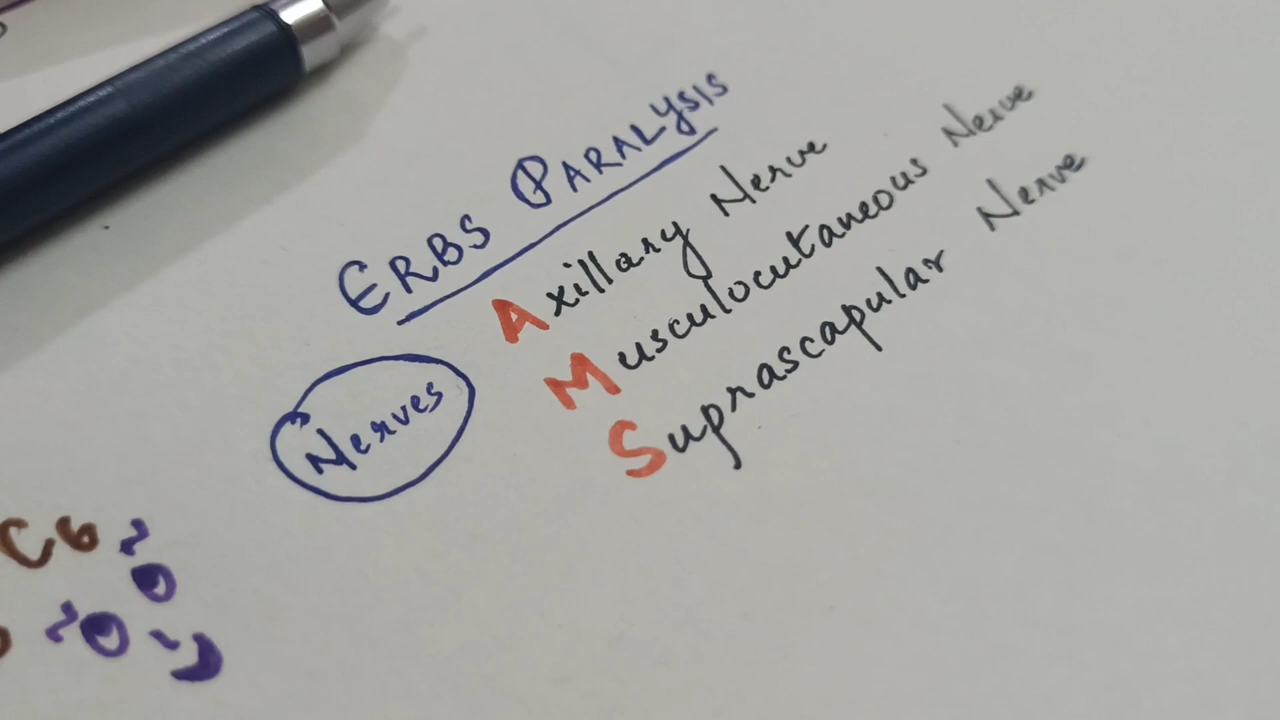 ERBS PARALYSIS
Nerves
Axillary Nerve
Musculocutaneous Nerve
Suprascapular Nerve
C6